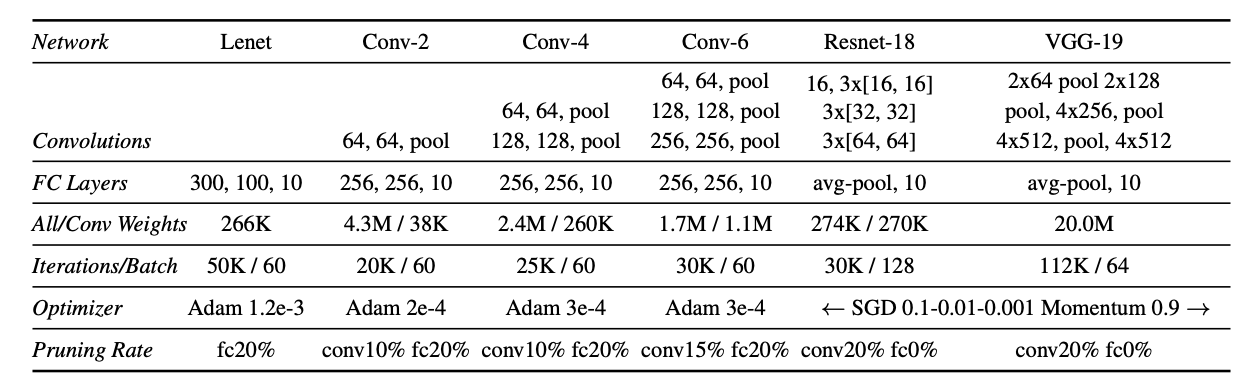 Network Lenet Conv-2 Conv-4 Conv-6 Resnet-18 VGG-19
64, 64, pool 16, 3x[16, 16] 2x64 pool 2x128
64, 64, pool 128, 128, pool 3x[32, 32] pool, 4x256, pool
Convolutions 64, 64, pool 128, 128, pool 256, 256, pool 3x[64, 64] 4x512, pool, 4x512
FC Layers 300, 100, 10 256, 256, 10 256, 256, 10 256, 256, 10 avg-pool, 10 avg-pool, 10
All/Conv Weights 266K 4.3M / 38K 2.4M / 260K 1.7M / 1.1M 274K / 270K 20.0M
Iterations/Batch 50K / 60 20K / 60 25K / 60 30K / 60 30K / 128 112K / 64
Optimizer Adam 1.2e-3 Adam 2e-4 Adam 3e-4 Adam 3e-4 ← SGD 0.1-0.01-0.001 Momentum 0.9 →
Pruning Rate fc20% conv10% fc20% conv10% fc20% conv15% fc20% conv20% fc0% conv20% fc0%